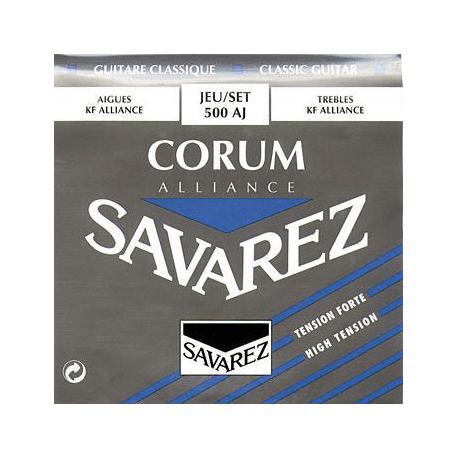 GUITARE CLASSIQUE
CLASSIC GUITAR
AIGUES
KF ALLIANCE
JEU/SET
500 AJ
TREBLES
KF ALLIANCE
CORUM
ALLIANCE
SAVAREZ
TENSION FORTE
HIGH TENSION
SAVAREZ